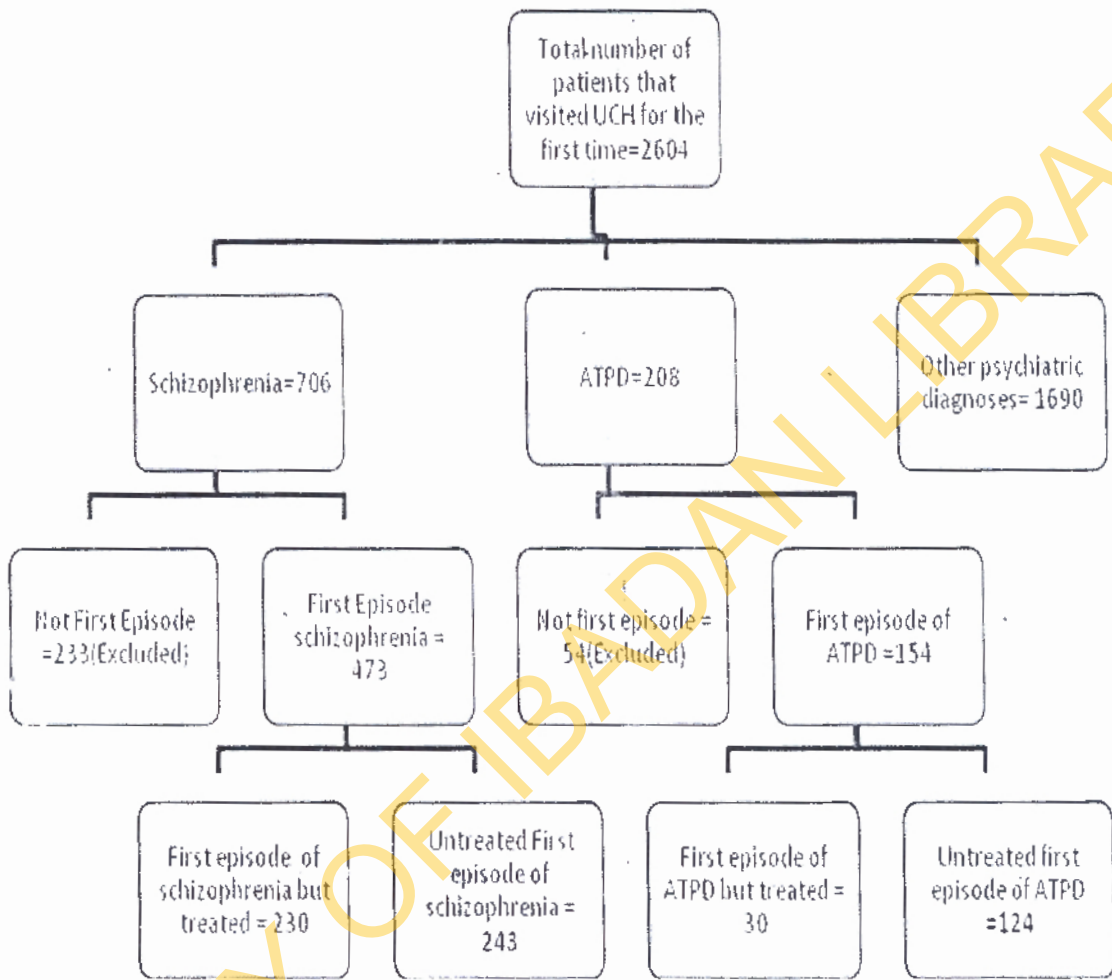 Total number of
patients that
visited UCH for the
first time=2604
Schizophrenia=706
ATPD=208
Other psychiatric
diagnoses= 1690
Not First Episode
=233(Excluded)
First Episode
schizophrenia =
473
Not first episode =
54(Excluded)
First episode of
ATPD =154
First episode of
schizophrenia but
treated = 230
Untreated First
episode of
schizophrenia =
243
First episode of
ATPD but treated =
30
Untreated first
episode of ATPD
=124
OF IBADAN LIBRAR